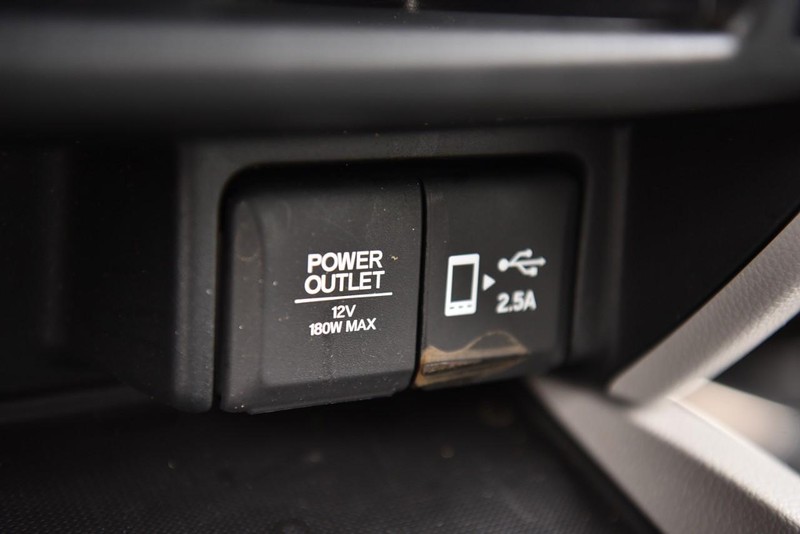 POWER
OUTLET
12V
180W MAX
2.5A